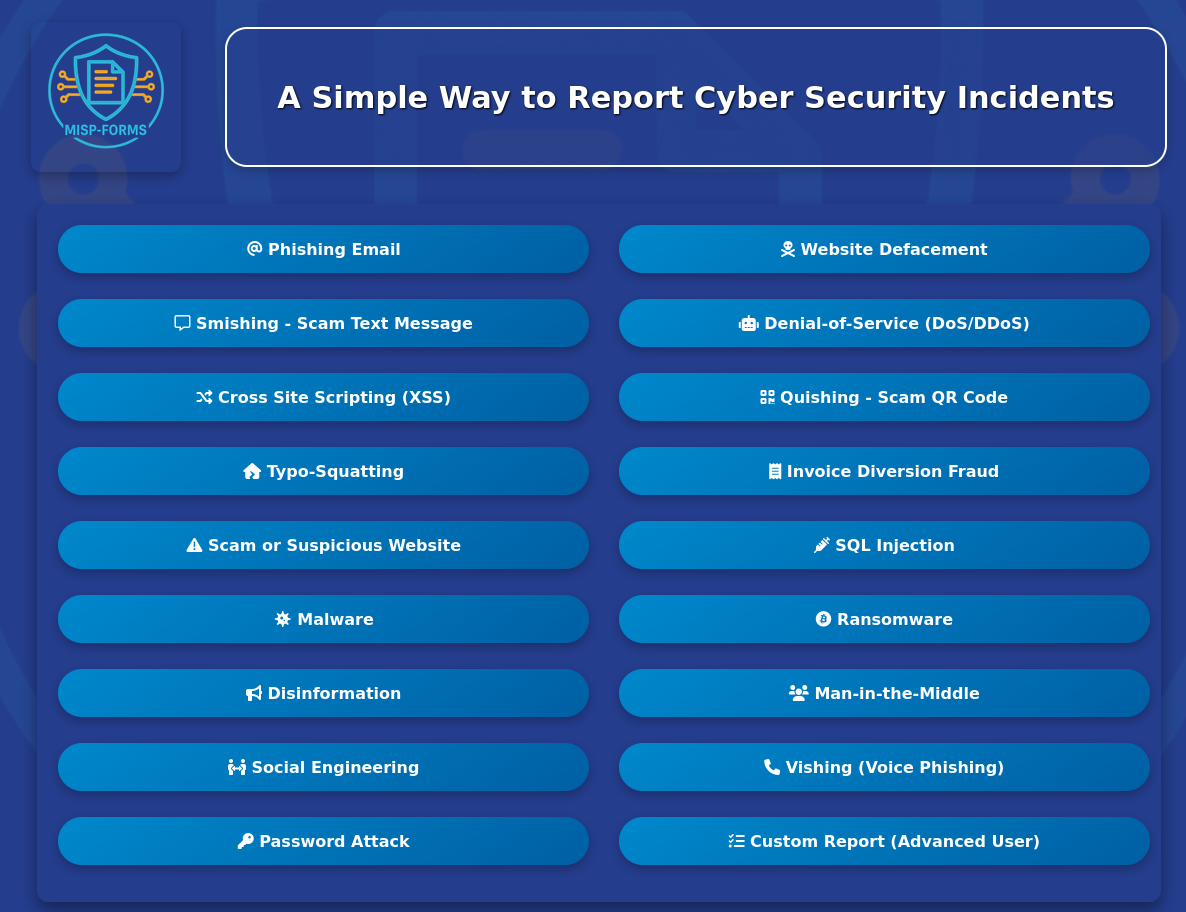 MISP-FORMS
A Simple Way to Report Cyber Security Incidents
Phishing Email
Website Defacement
Smishing - Scam Text Message
Denial-of-Service (DoS/DDoS)
Cross Site Scripting (XSS)
Quishing - Scam QR Code
Typo-Squatting
Invoice Diversion Fraud
Scam or Suspicious Website
SQL Injection
Malware
Ransomware
Disinformation
Man-in-the-Middle
Social Engineering
Vishing (Voice Phishing)
Password Attack
Custom Report (Advanced User)